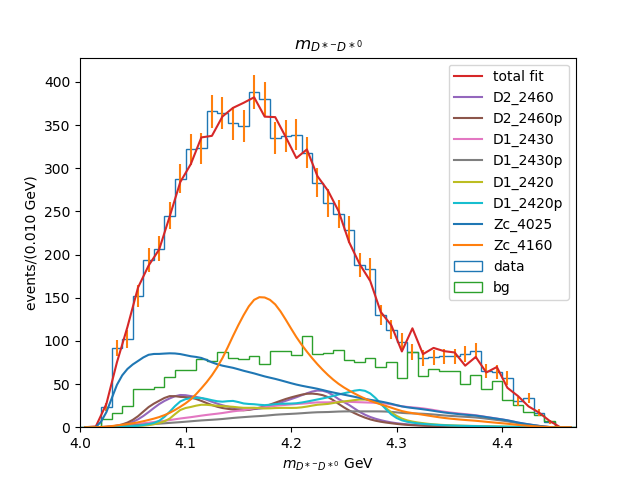 m_{D*-D*0}
400
350
300
250
200
150
100
50
0
events/(0.010 GeV)
4.0 4.1 4.2 4.3 4.4
m_{D*-D*0} GeV
total fit
D2_2460
D2_2460p
D1_2430
D1_2430p
D1_2420
D1_2420p
Zc_4025
Zc_4160
data
bg